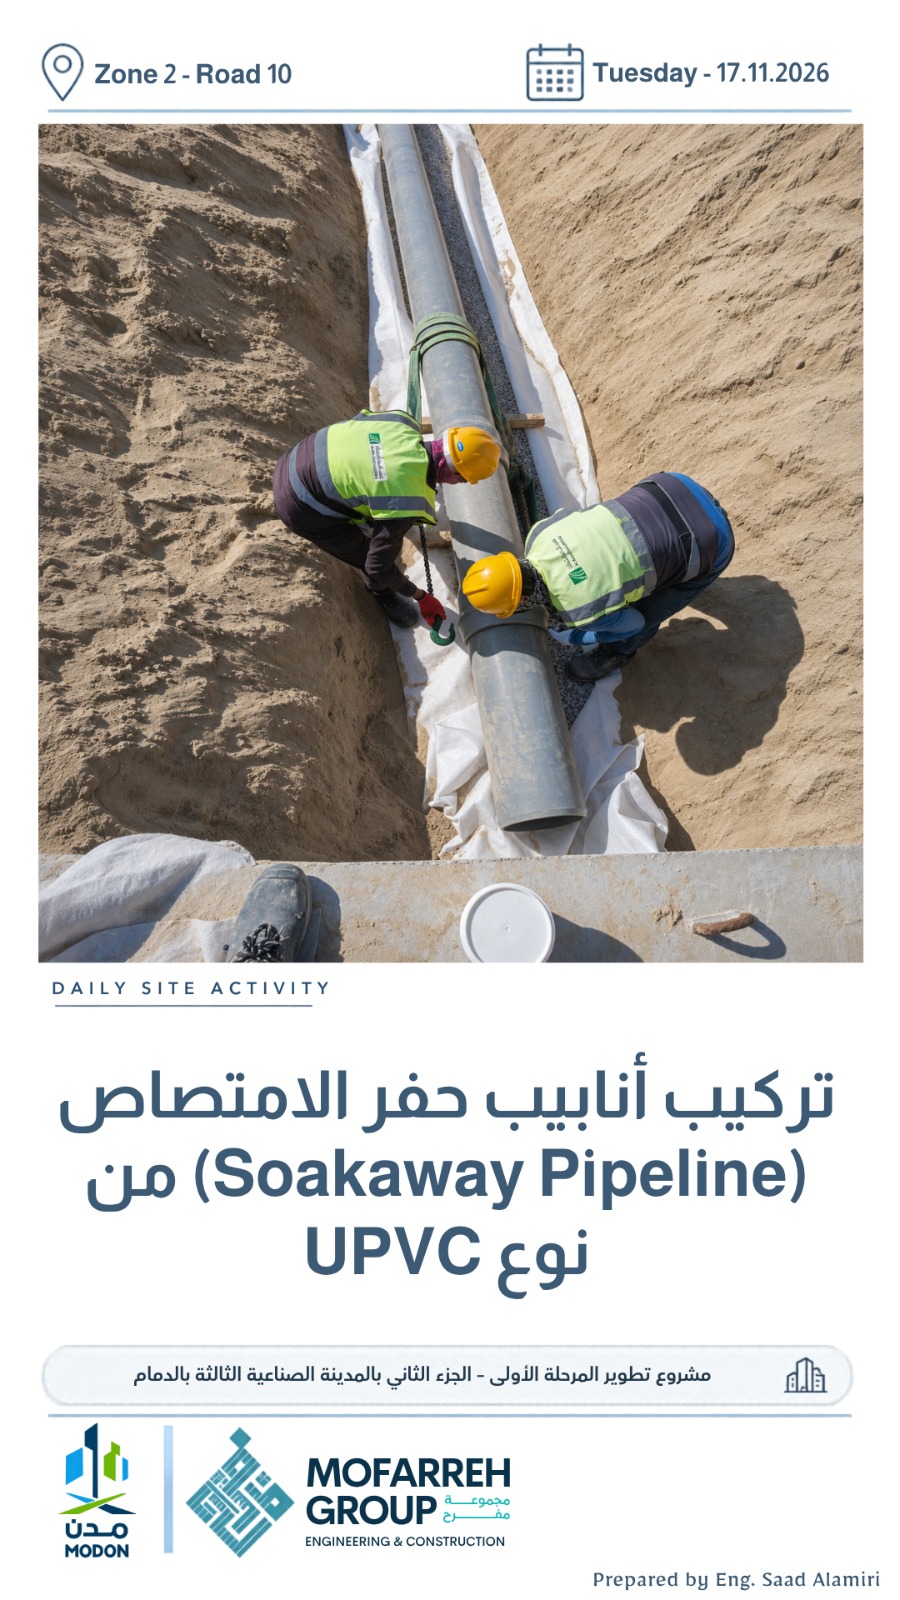 Zone 2 - Road 10
Tuesday - 17.11.2026
DAILY SITE ACTIVITY
تركيب أنابيب حفر الامتصاص
(Soakaway Pipeline) من
نوع UPVC
مشروع تطوير المرحلة الأولى - الجزء الثاني بالمدينة الصناعية الثالثة بالدمام
مدن
MODON
MOFARREH
GROUP
مجموعة
مفرح
ENGINEERING & CONSTRUCTION
Prepared by Eng. Saad Alamiri